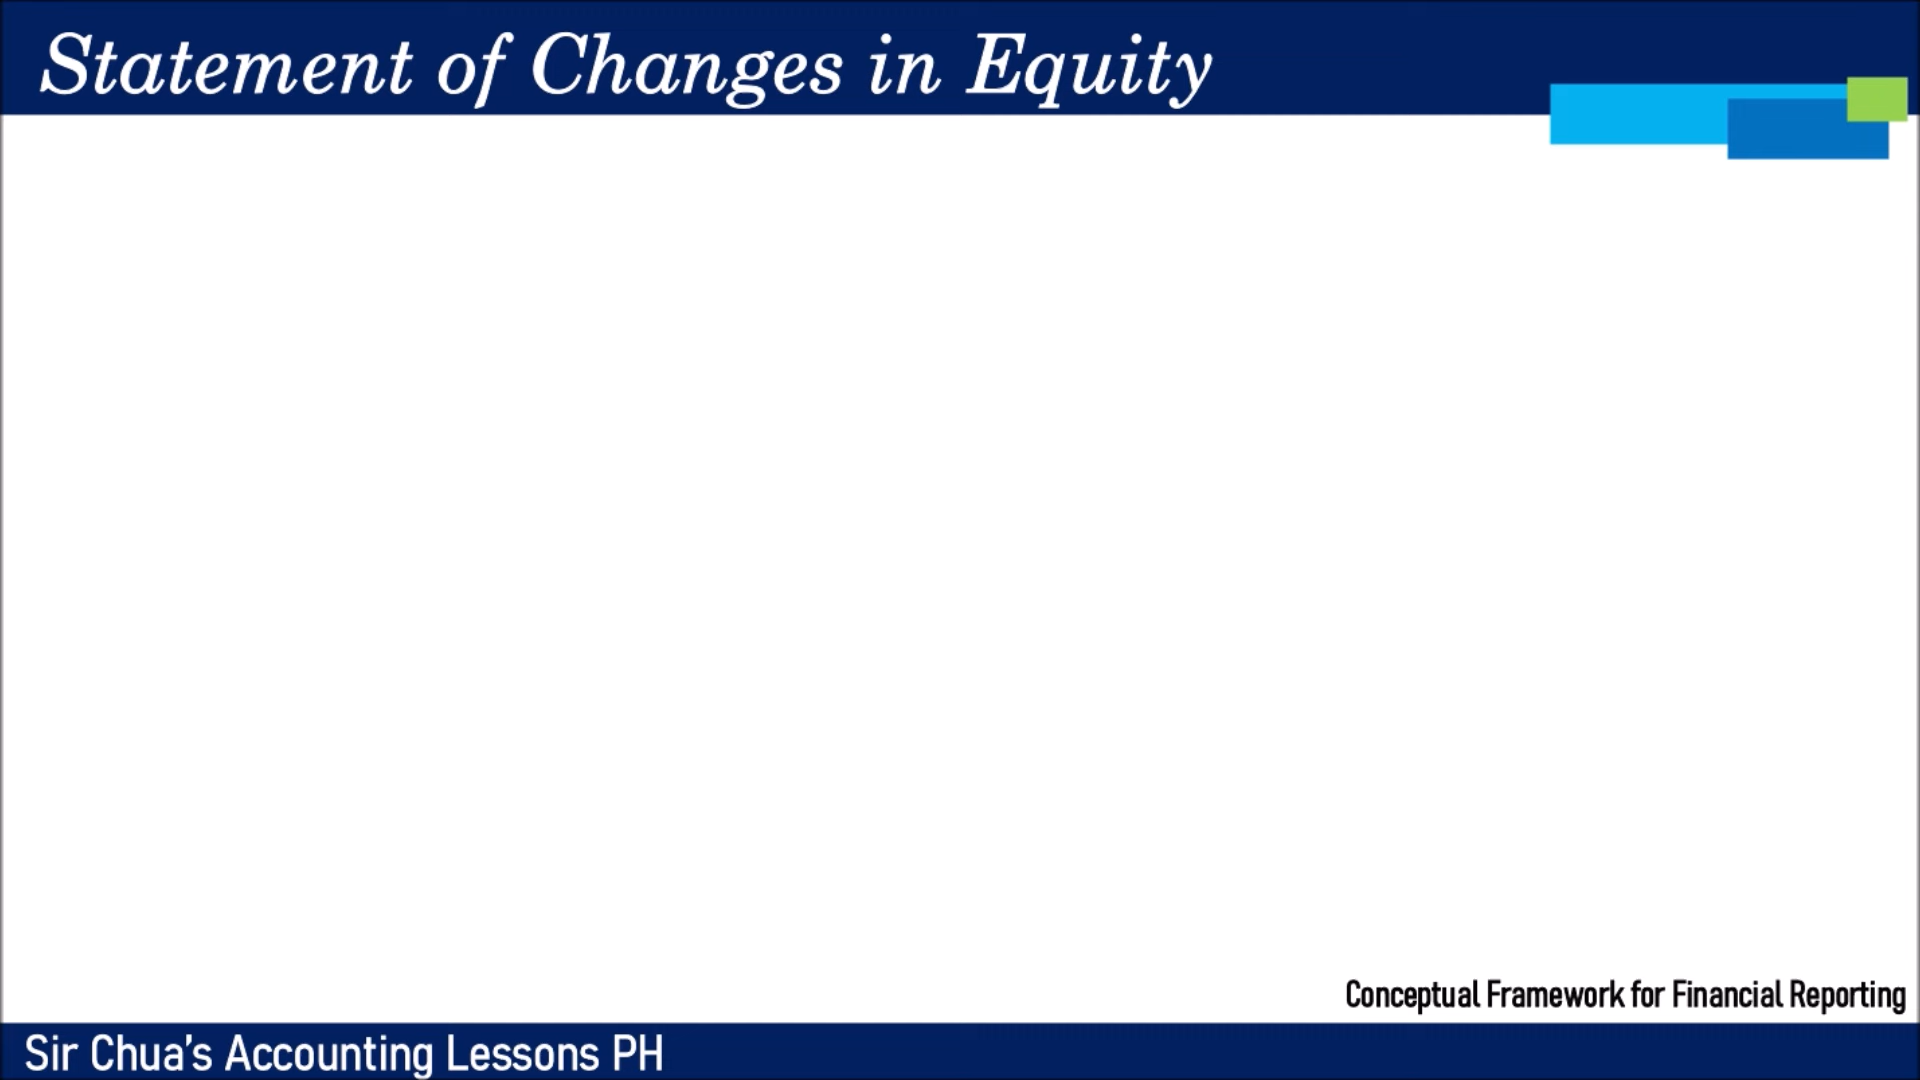 Statement of Changes in Equity
Conceptual Framework for Financial Reporting
Sir Chua's Accounting Lessons PH